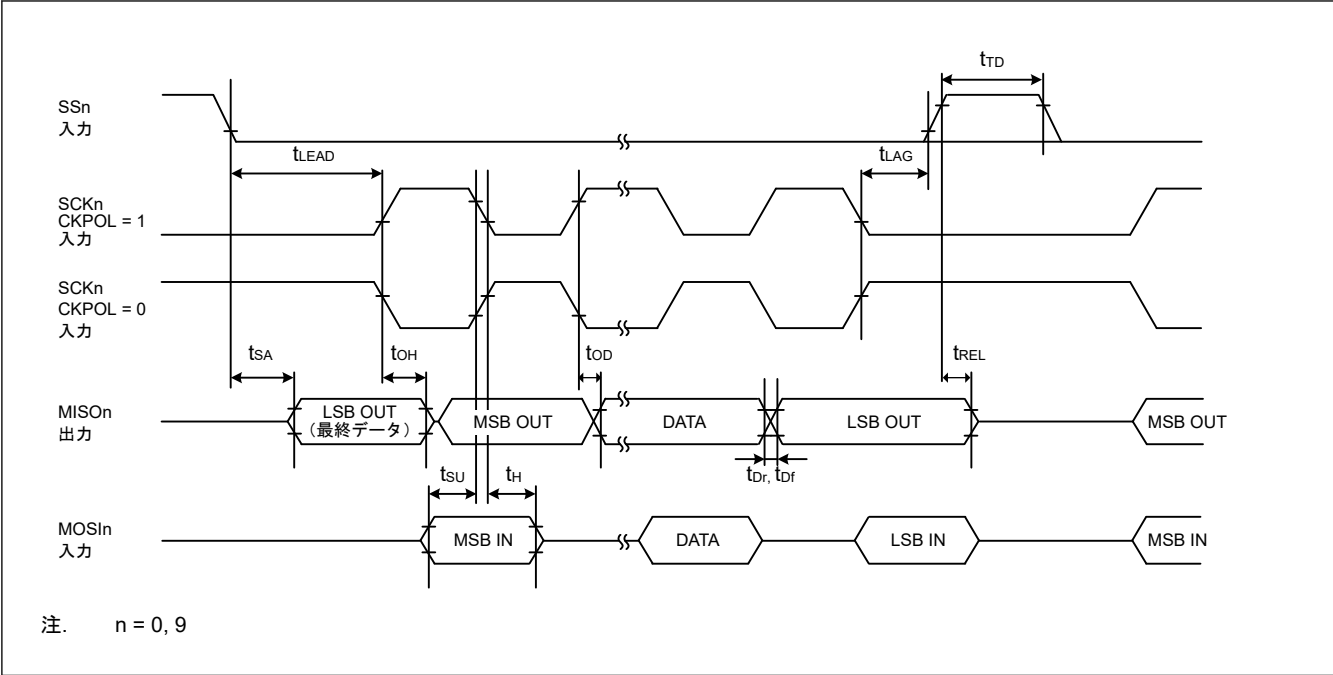 tTD
SSn
入力
tLEAD
tLAG
SCKn
CKPOL = 1
入力
SCKn
CKPOL = 0
入力
tSA
tOH
tOD
tREL
MISOn
出力
LSB OUT
(最終データ)
MSB OUT
DATA
LSB OUT
MSB OUT
tSU
tH
tDr, tDf
MOSIn
入力
MSB IN
DATA
LSB IN
MSB IN
注. n = 0, 9